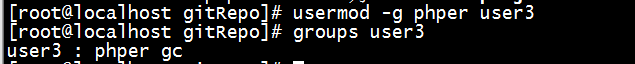 [root@localhost gitRepo]# usermod -g phper user3
[root@localhost gitRepo]# groups user3
user3 : phper gc